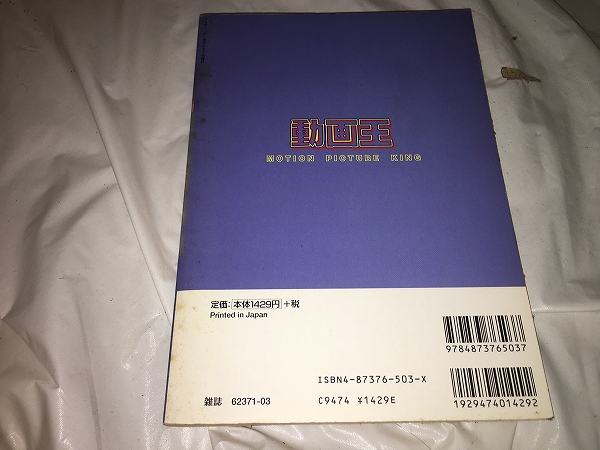 動画王
MOTION PICTURE KING
定価:本体1429円+税
Printed in Japan
9784873765037
ISBN4-87376-503-X
雑誌 62371-03
C9474 ¥1429E
1929474014292